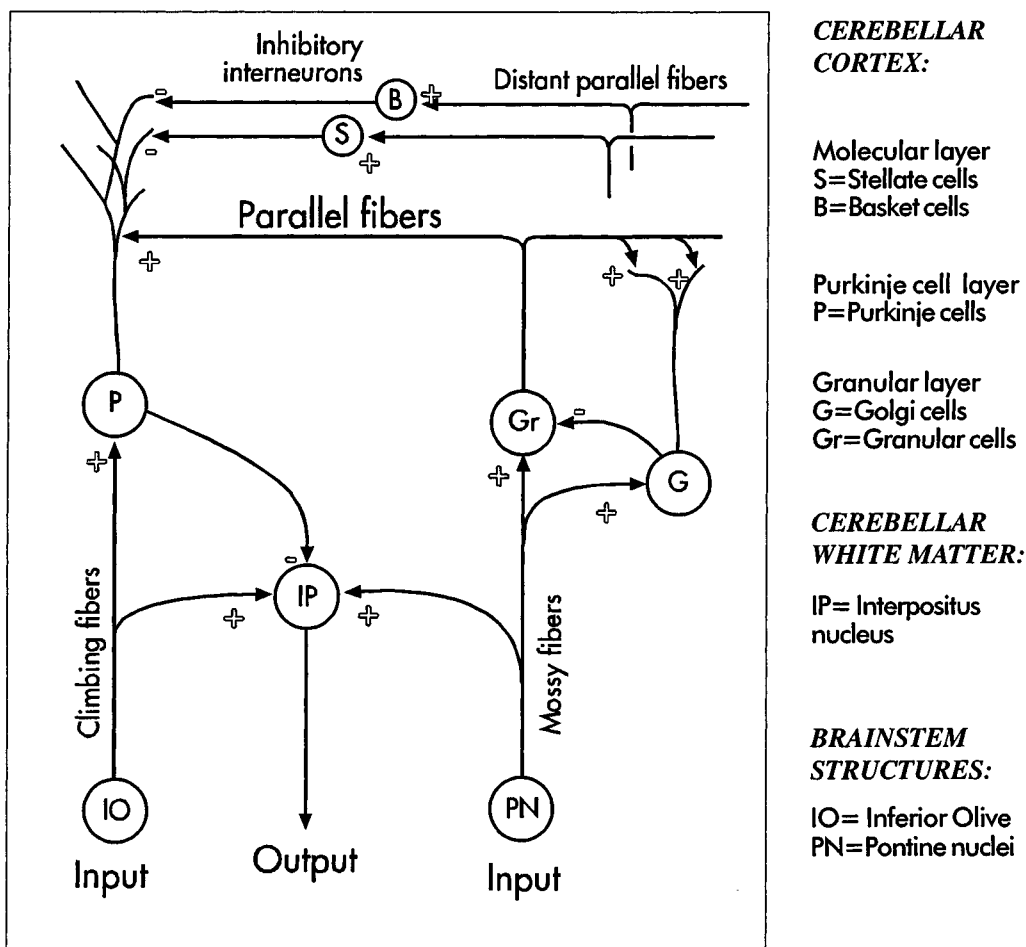 Inhibitory
interneurons
Distant parallel fibers
-
B
+
-
S
+
Parallel fibers
+
+
+
P
Gr
-
G
+
+
+
-
IP
+
+
Climbing fibers
Mossy fibers
IO
PN
Input
Output
Input
CEREBELLAR
CORTEX:
Molecular layer
S=Stellate cells
B=Basket cells
Purkinje cell layer
P=Purkinje cells
Granular layer
G=Golgi cells
Gr=Granular cells
CEREBELLAR
WHITE MATTER:
IP= Interpositus
nucleus
BRAINSTEM
STRUCTURES:
IO= Inferior Olive
PN=Pontine nuclei